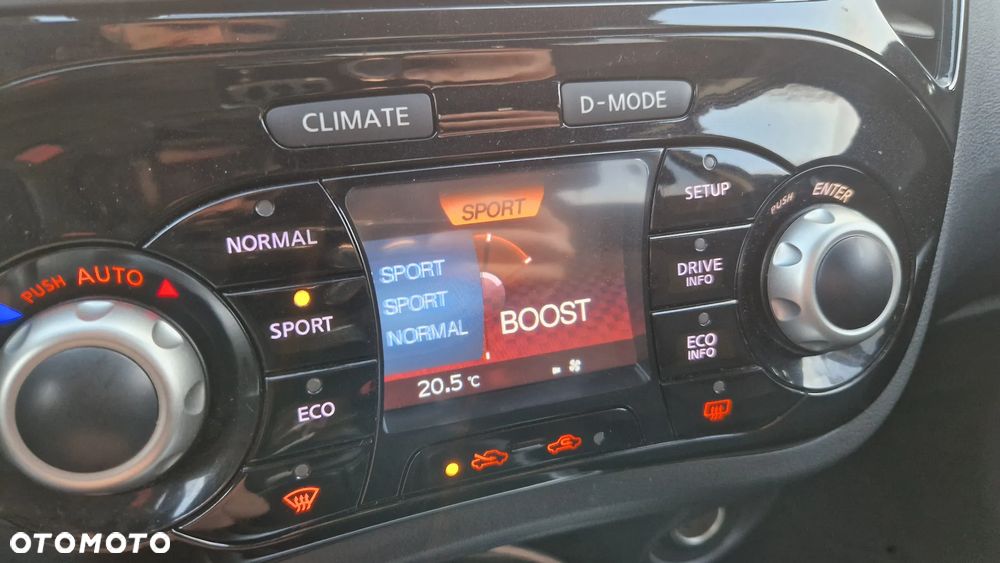 CLIMATE
D-MODE
NORMAL
SPORT
ECO
PUSH AUTO
SPORT
SPORT
SPORT
NORMAL
BOOST
20.5 °C
SETUP
DRIVE
INFO
ECO
INFO
PUSH ENTER
OTOMOTO